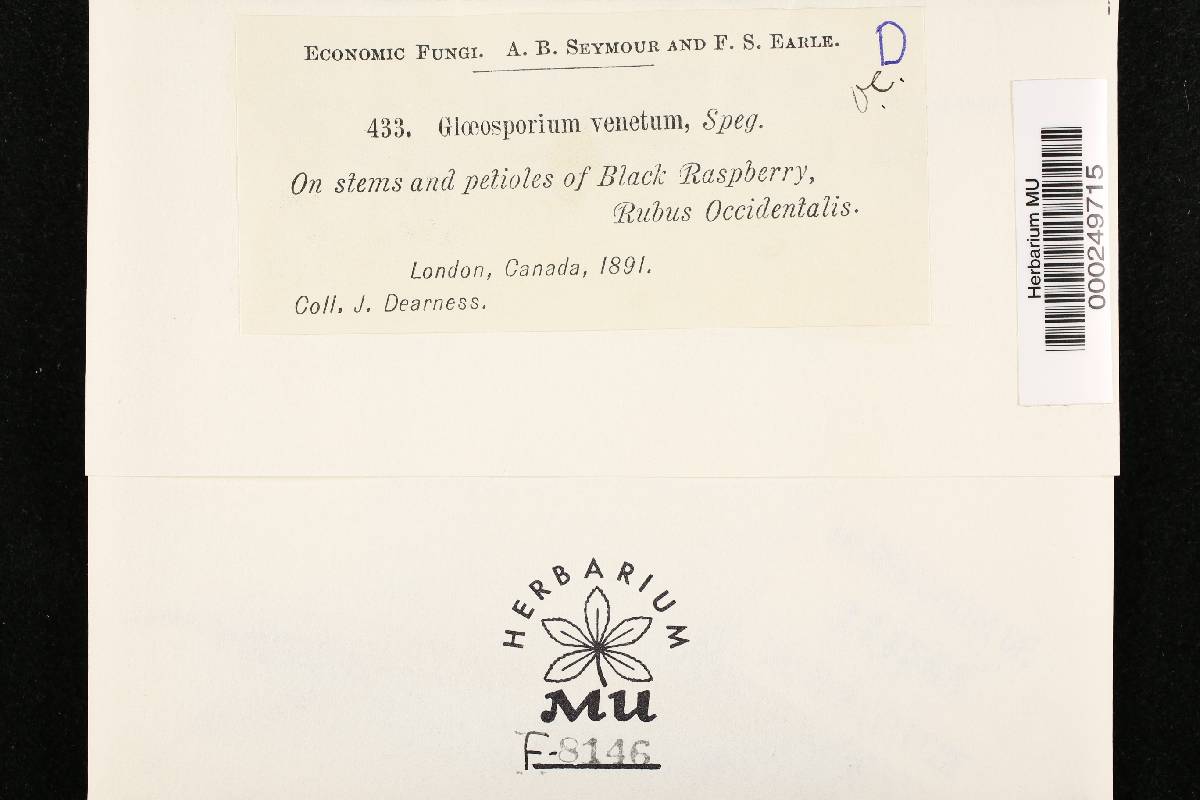 ECONOMIC FUNGI. A. B. SEYMOUR AND F. S. EARLE.
D
433. Glœosporium venetum, Speg.
On stems and petioles of Black Raspberry,
Rubus Occidentalis.
London, Canada, 1891.
Coll. J. Dearness.
Herbarium MU
000249715
HERBARIUM
MU
F-8146